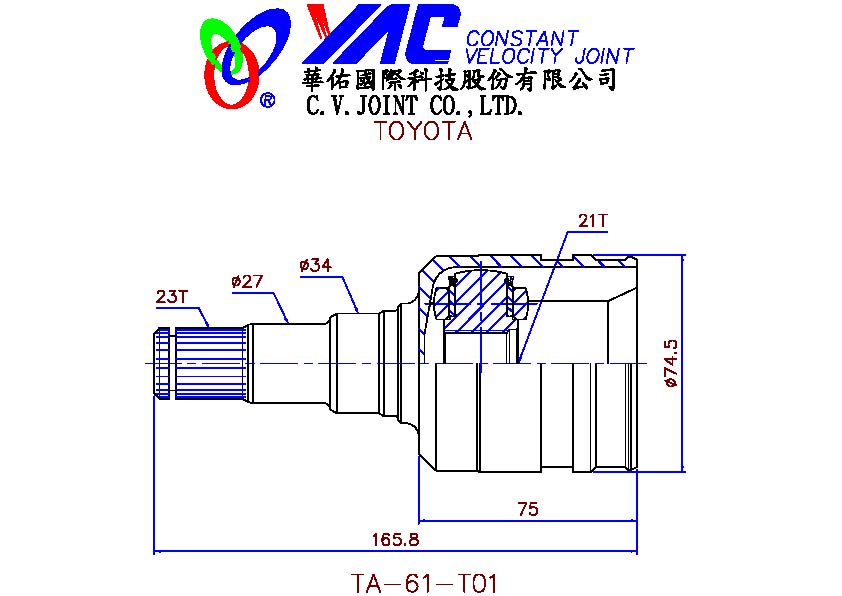 YAC CONSTANT
VELOCITY JOINT
華佑國際科技股份有限公司
®
C.V.JOINT CO.,LTD.
TOYOTA
21T
ø34
ø27
23T
ø74.5
75
165.8
TA-61-T01